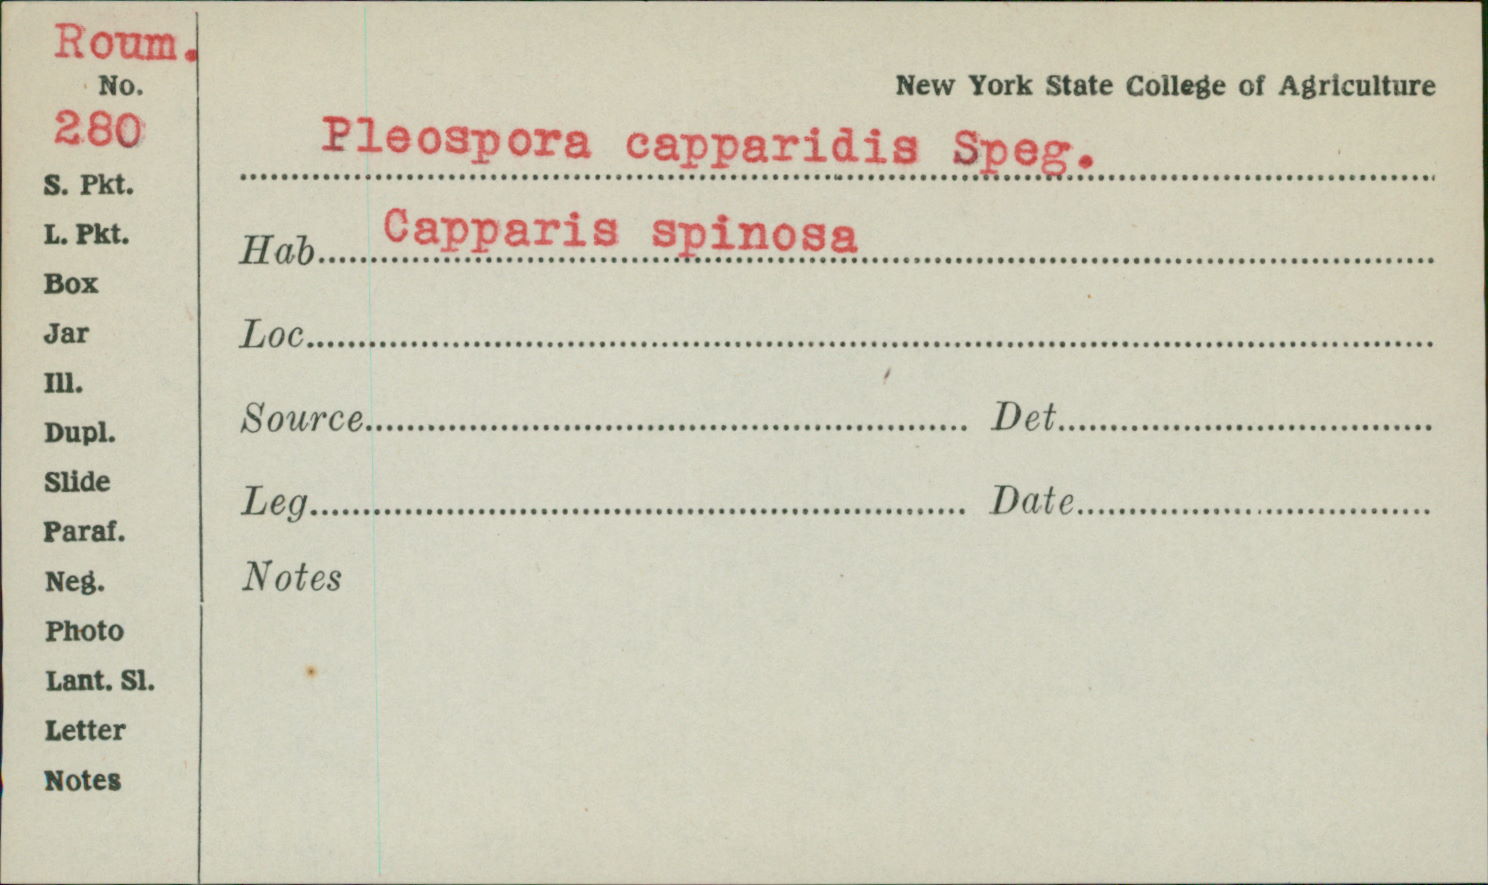 Roum.
No.
280
S. Pkt.
L. Pkt.
Box
Jar
Ill.
Dupl.
Slide
Paraf.
Neg.
Photo
Lant. Sl.
Letter
Notes
New York State College of Agriculture
Pleospora capparidis Speg.
Hab. Capparis spinosa
Loc.
Source Det.
Leg. Date
Notes